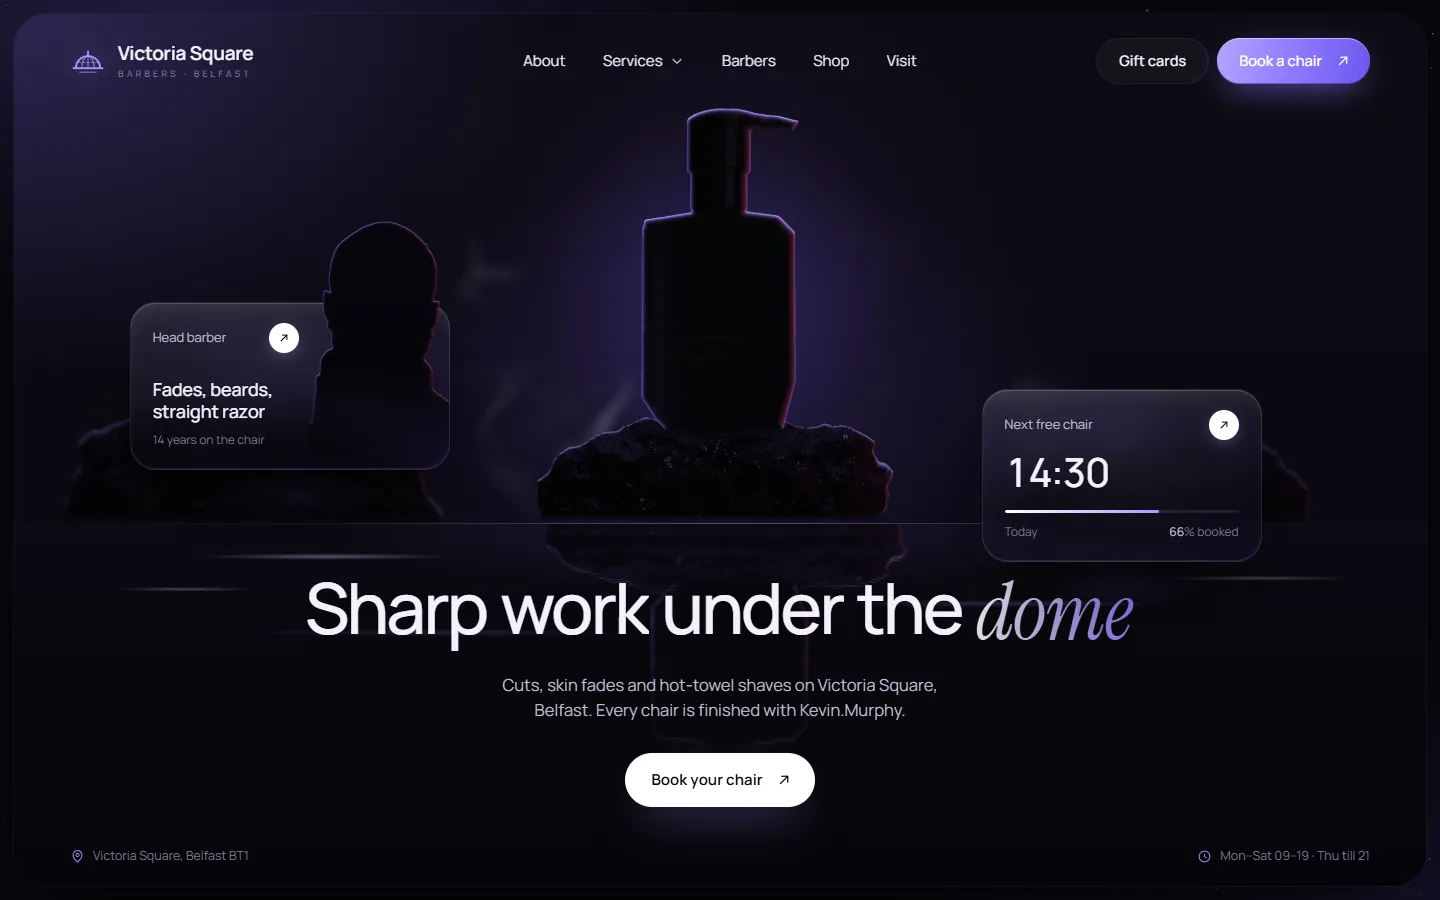 Victoria Square
BARBERS · BELFAST
About
Services
Barbers
Shop
Visit
Gift cards
Book a chair
Head barber
Fades, beards,
straight razor
14 years on the chair
Next free chair
14:30
Today
66% booked
Sharp work under the dome
Cuts, skin fades and hot-towel shaves on Victoria Square,
Belfast. Every chair is finished with Kevin.Murphy.
Book your chair
Victoria Square, Belfast BT1
Mon–Sat 09–19 · Thu till 21